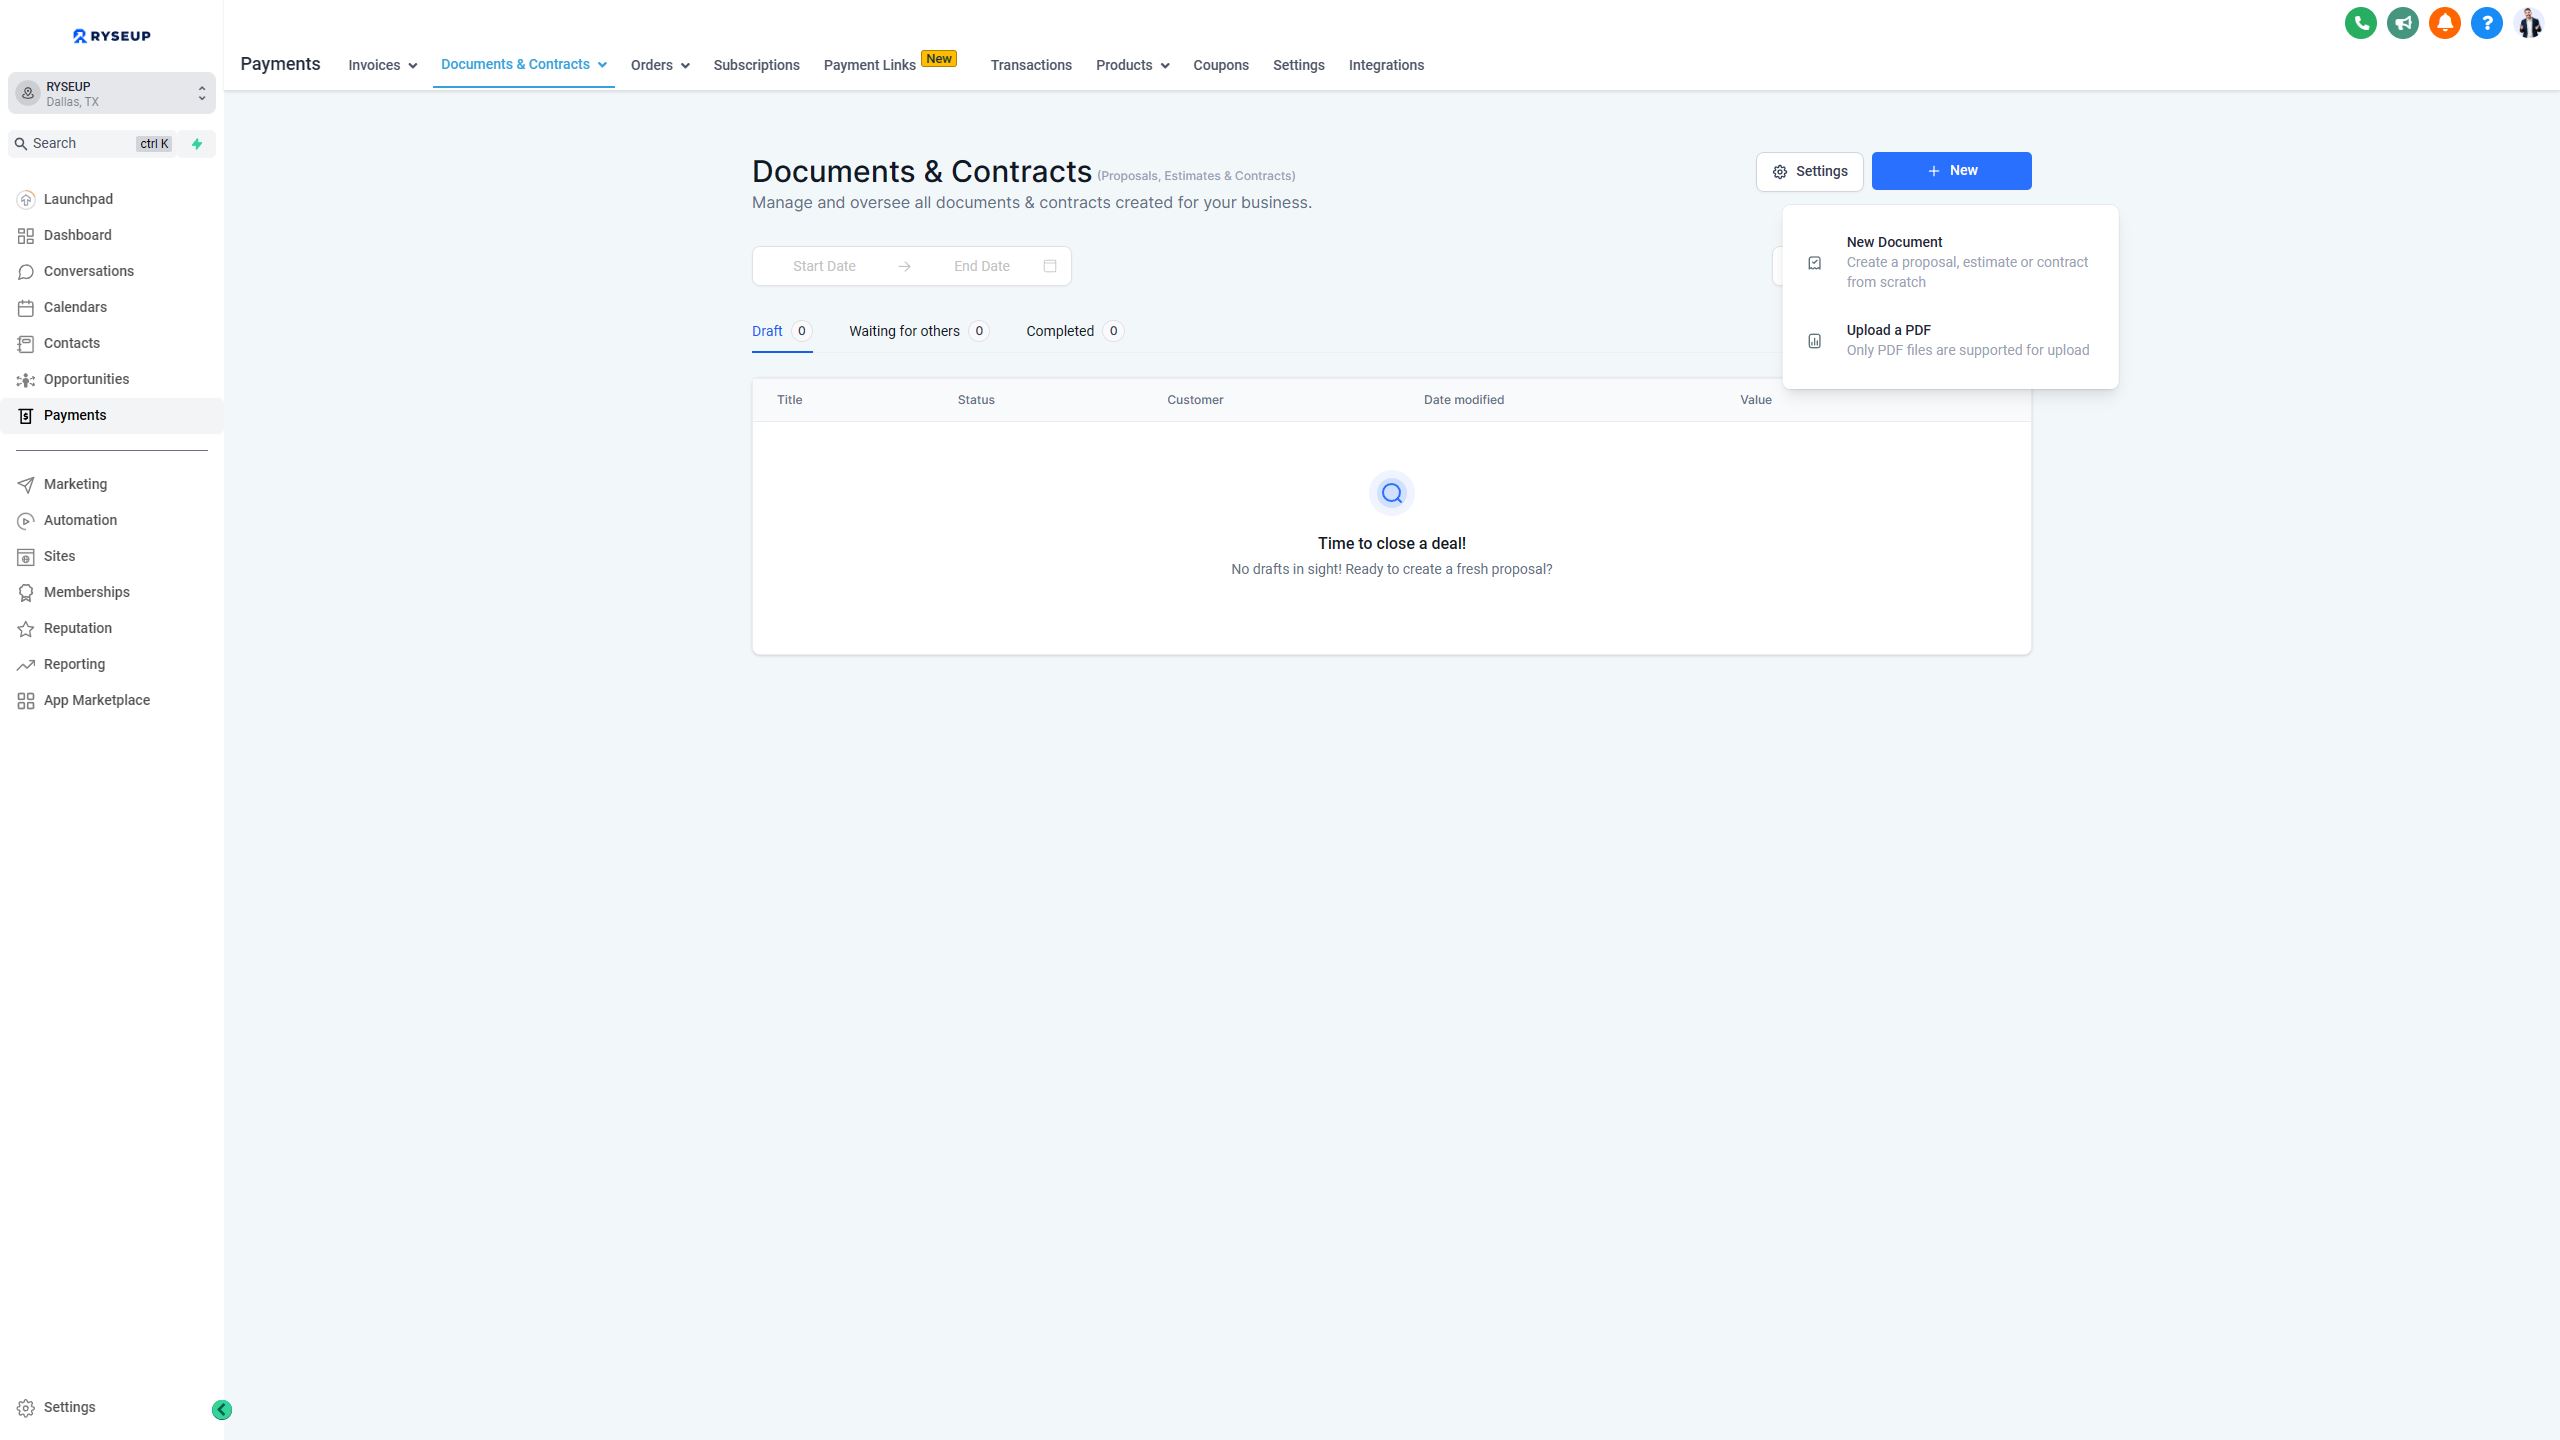 RYSEUP
RYSEUP
Dallas, TX
Search
ctrl K
Launchpad
Dashboard
Conversations
Calendars
Contacts
Opportunities
Payments
Marketing
Automation
Sites
Memberships
Reputation
Reporting
App Marketplace
Settings
Payments
Invoices
Documents & Contracts
Orders
Subscriptions
Payment Links
New
Transactions
Products
Coupons
Settings
Integrations
?
Documents & Contracts (Proposals, Estimates & Contracts)
Manage and oversee all documents & contracts created for your business.
Settings
+ New
New Document
Create a proposal, estimate or contract
from scratch
Upload a PDF
Only PDF files are supported for upload
Start Date → End Date
Draft 0
Waiting for others 0
Completed 0
Title
Status
Customer
Date modified
Value
Time to close a deal!
No drafts in sight! Ready to create a fresh proposal?